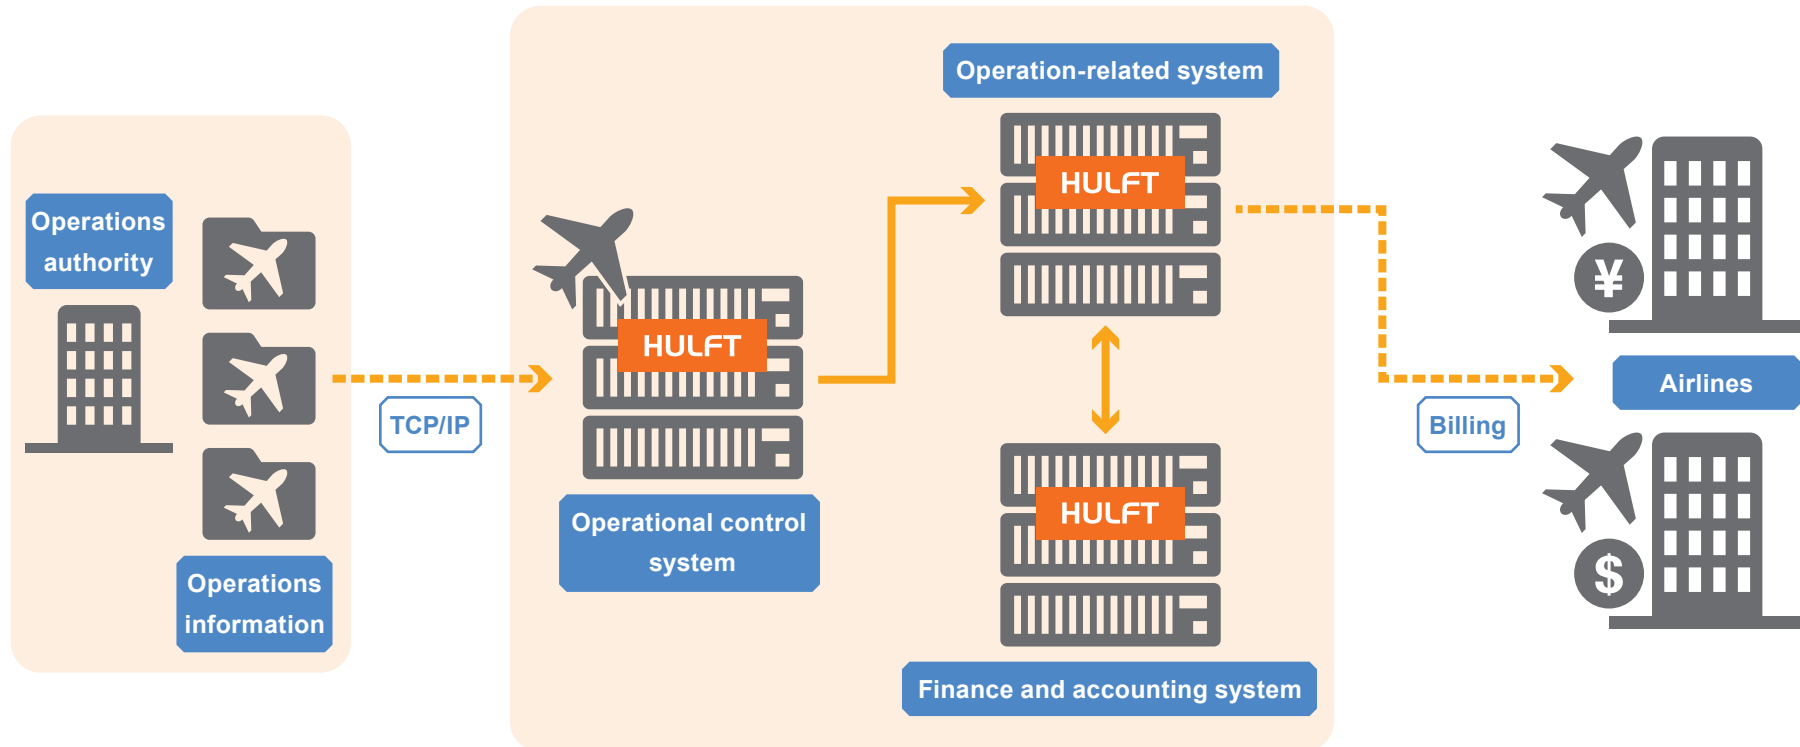 Operations
authority
Operations
information
TCP/IP
HULFT
Operational control
system
Operation-related system
HULFT
HULFT
Finance and accounting system
Billing
¥
Airlines
$